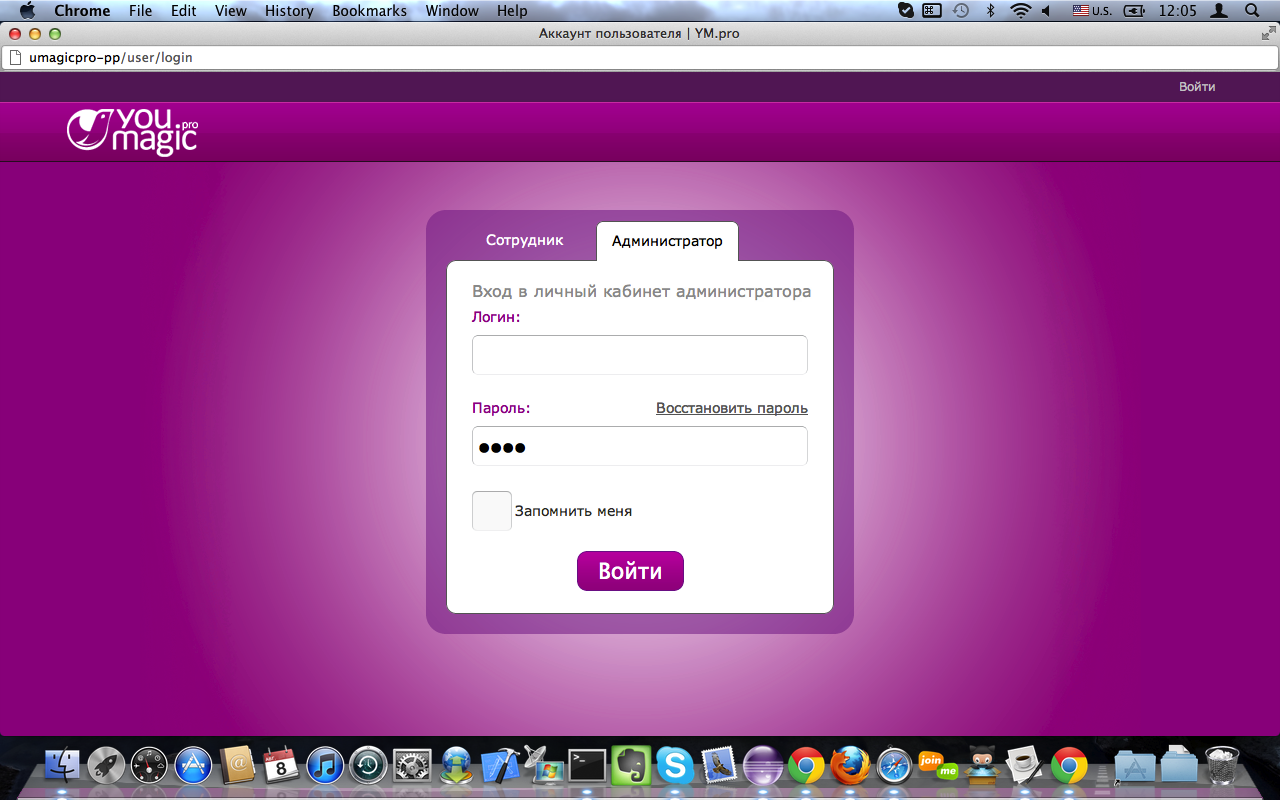 Chrome File Edit View History Bookmarks Window Help U.S. 12:05
Аккаунт пользователя | YM.pro
umagicpro-pp/user/login
Войти
you
magic
.pro
Сотрудник Администратор
Вход в личный кабинет администратора
Логин:
Пароль: Восстановить пароль
Запомнить меня
Войти
8
join
me